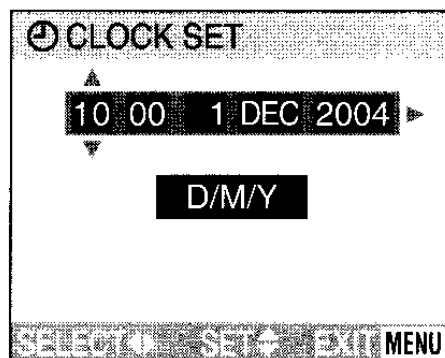 CLOCK SET
10 00 1 DEC 2004
D/M/Y
SELECT SET EXIT MENU